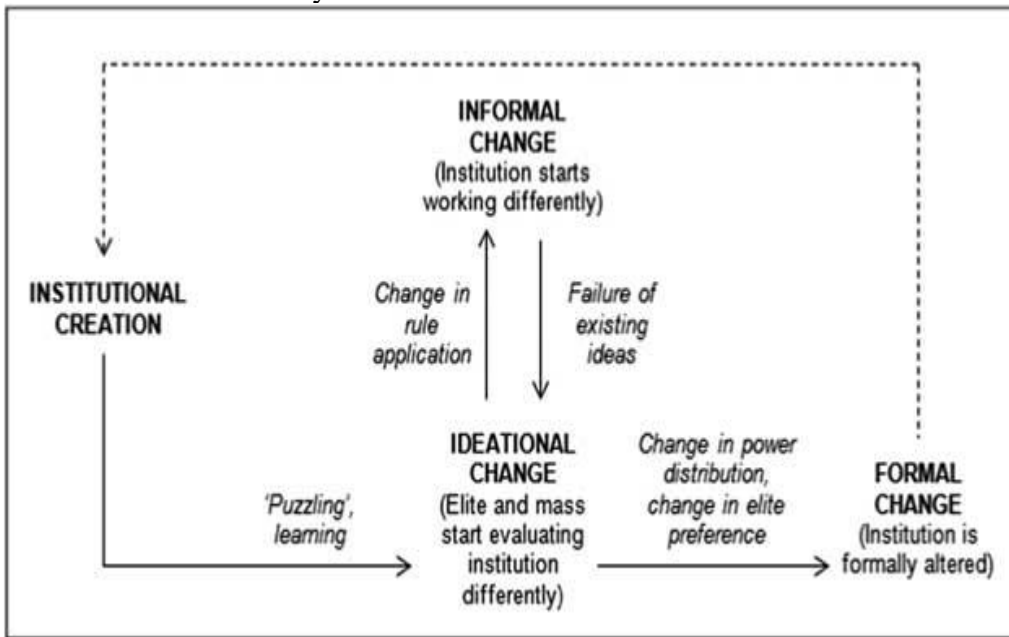 INFORMAL
CHANGE
(Institution starts
working differently)
INSTITUTIONAL
CREATION
Change in
rule
application
Failure of
existing
ideas
IDEATIONAL
CHANGE
(Elite and mass
start evaluating
institution
differently)
'Puzzling',
learning
Change in power
distribution,
change in elite
preference
FORMAL
CHANGE
(Institution is
formally altered)